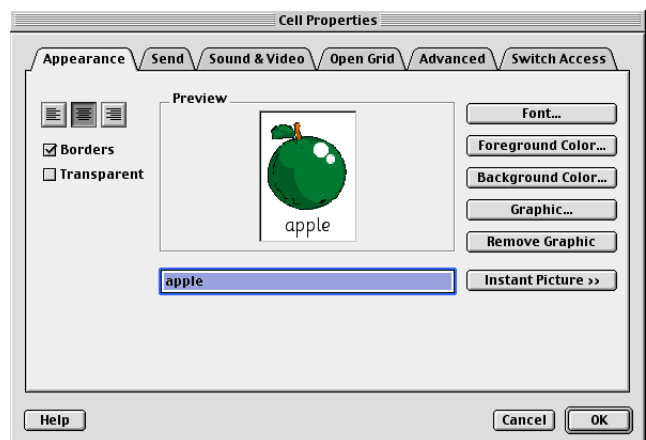 Cell Properties
Appearance Send Sound & Video Open Grid Advanced Switch Access
Preview
Borders
Transparent
apple
apple
Font...
Foreground Color...
Background Color...
Graphic...
Remove Graphic
Instant Picture >>
Help Cancel OK